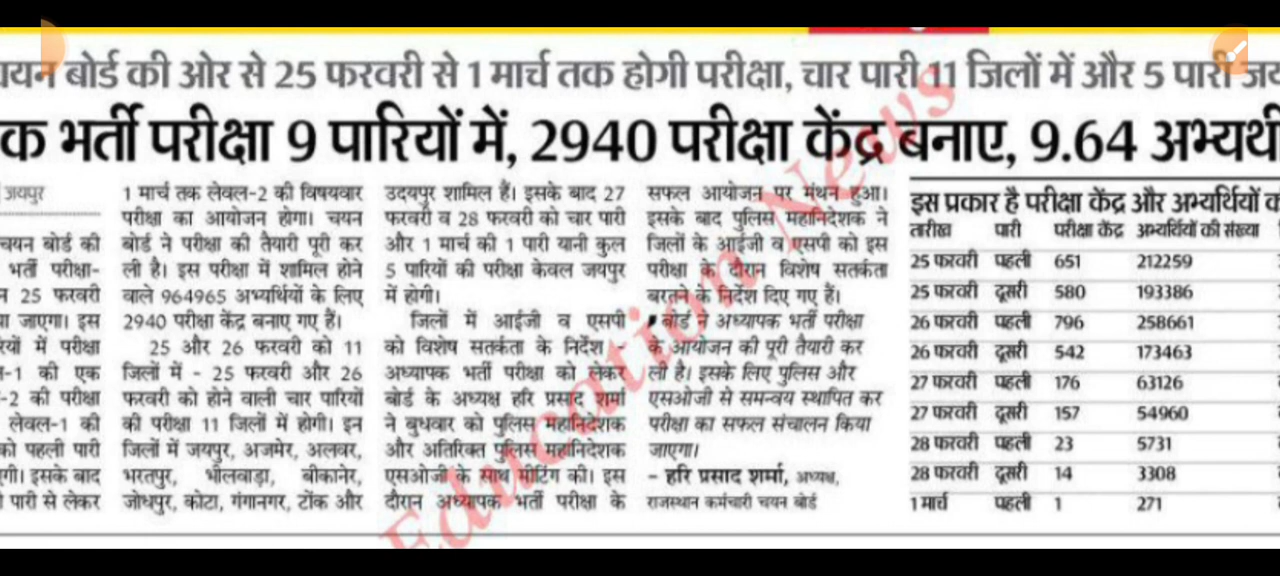 चयन बोर्ड की ओर से 25 फरवरी से 1 मार्च तक होगी परीक्षा, चार पारी 11 जिलों में और 5 पारी जय
क भर्ती परीक्षा 9 पारियों में, 2940 परीक्षा केंद्र बनाए, 9.64 अभ्यर्थी
जयपुर
चयन बोर्ड की
भर्ती परीक्षा-
न 25 फरवरी
या जाएगा। इस
रियों में परीक्षा
ल-1 की एक
-2 की परीक्षा
लेवल-1 की
को पहली पारी
एगी। इसके बाद
पारी से लेकर
1 मार्च तक लेवल-2 की विषयवार
परीक्षा का आयोजन होगा। चयन
बोर्ड ने परीक्षा की तैयारी पूरी कर
ली है। इस परीक्षा में शामिल होने
वाले 964965 अभ्यर्थियों के लिए
2940 परीक्षा केंद्र बनाए गए हैं।
25 और 26 फरवरी को 11
जिलों में - 25 फरवरी और 26
फरवरी को होने वाली चार पारियों
की परीक्षा 11 जिलों में होगी। इन
जिलों में जयपुर, अजमेर, अलवर,
भरतपुर, भीलवाड़ा, बीकानेर,
जोधपुर, कोटा, गंगानगर, टोंक और
उदयपुर शामिल हैं। इसके बाद 27
फरवरी व 28 फरवरी को चार पारी
और 1 मार्च की 1 पारी यानी कुल
5 पारियों की परीक्षा केवल जयपुर
में होगी।
जिलों में आईजी व एसपी
को विशेष सतर्कता के निर्देश -
अध्यापक भर्ती परीक्षा को लेकर
बोर्ड के अध्यक्ष हरि प्रसाद शर्मा
ने बुधवार को पुलिस महानिदेशक
और अतिरिक्त पुलिस महानिदेशक
एसओजी के साथ मीटिंग की। इस
दौरान अध्यापक भर्ती परीक्षा के
सफल आयोजन पर मंथन हुआ।
इसके बाद पुलिस महानिदेशक ने
जिलों के आईजी व एसपी को इस
परीक्षा के दौरान विशेष सतर्कता
बरतने के निर्देश दिए गए हैं।
▪ बोर्ड ने अध्यापक भर्ती परीक्षा
के आयोजन की पूरी तैयारी कर
ली है। इसके लिए पुलिस और
एसओजी से समन्वय स्थापित कर
परीक्षा का सफल संचालन किया
जाएगा।
- हरि प्रसाद शर्मा, अध्यक्ष,
राजस्थान कर्मचारी चयन बोर्ड
इस प्रकार है परीक्षा केंद्र और अभ्यर्थियों क
तारीख पारी परीक्षा केंद्र अभ्यर्थियों की संख्या
25 फरवरी पहली 651 212259
25 फरवरी दूसरी 580 193386
26 फरवरी पहली 796 258661
26 फरवरी दूसरी 542 173463
27 फरवरी पहली 176 63126
27 फरवरी दूसरी 157 54960
28 फरवरी पहली 23 5731
28 फरवरी दूसरी 14 3308
1 मार्च पहली 1 271
Education News